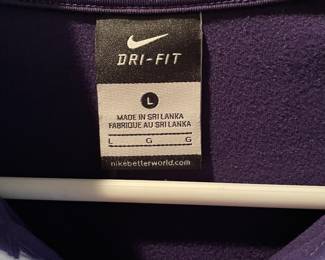 DRI-FIT
L
MADE IN SRI LANKA
FABRIQUE AU SRI LANKA
L G G
nikebetterworld.com